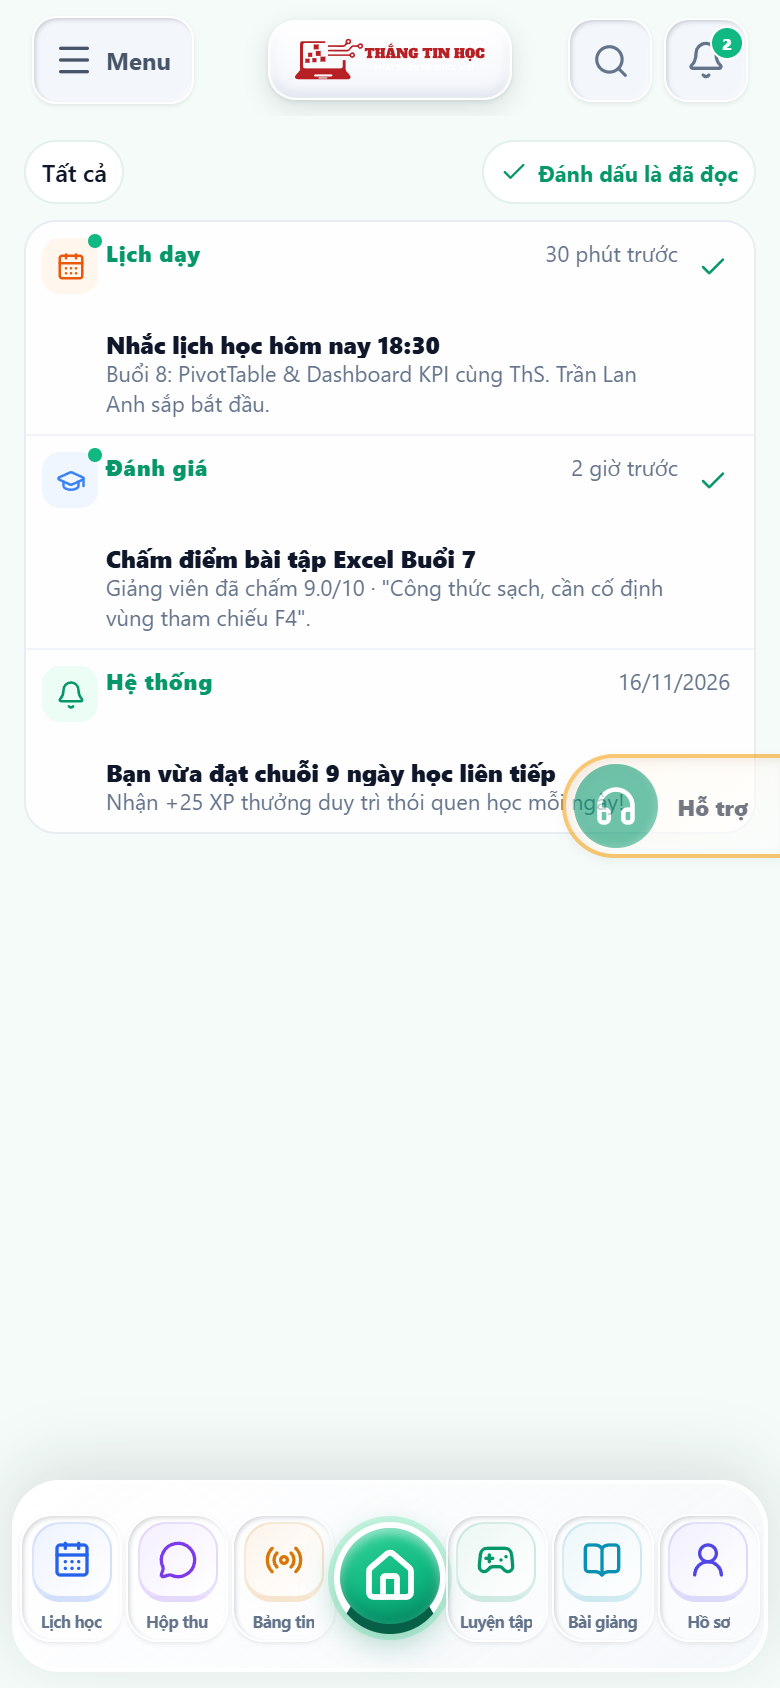 Menu
THẮNG TIN HỌC
2
Tất cả
Đánh dấu là đã đọc
Lịch dạy
30 phút trước
Nhắc lịch học hôm nay 18:30
Buổi 8: PivotTable & Dashboard KPI cùng ThS. Trần Lan
Anh sắp bắt đầu.
Đánh giá
2 giờ trước
Chấm điểm bài tập Excel Buổi 7
Giảng viên đã chấm 9.0/10 · "Công thức sạch, cần cố định
vùng tham chiếu F4".
Hệ thống
16/11/2026
Bạn vừa đạt chuỗi 9 ngày học liên tiếp
Nhận +25 XP thưởng duy trì thói quen học mỗi ngày!
Hỗ trợ
Lịch học
Hộp thư
Bảng tin
Luyện tập
Bài giảng
Hồ sơ